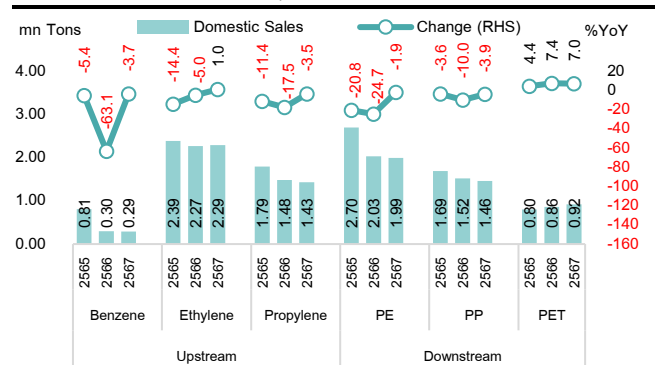 mn Tons
Domestic Sales
Change (RHS)
%YoY
-5.4 -63.1 -3.7 -14.4 -5.0 1.0 -11.4 -17.5 -3.5 -20.8 -24.7 -1.9 -3.6 -10.0 -3.9 4.4 7.4 7.0
4.00
3.00
2.00
1.00
0.00
20
0
-20
-40
-60
-80
-100
-120
-140
-160
0.81 0.30 0.29 2.39 2.27 2.29 1.79 1.48 1.43 2.70 2.03 1.99 1.69 1.52 1.46 0.80 0.86 0.92
2565 2566 2567 2565 2566 2567 2565 2566 2567 2565 2566 2567 2565 2566 2567 2565 2566 2567
Benzene Ethylene Propylene PE PP PET
Upstream Downstream